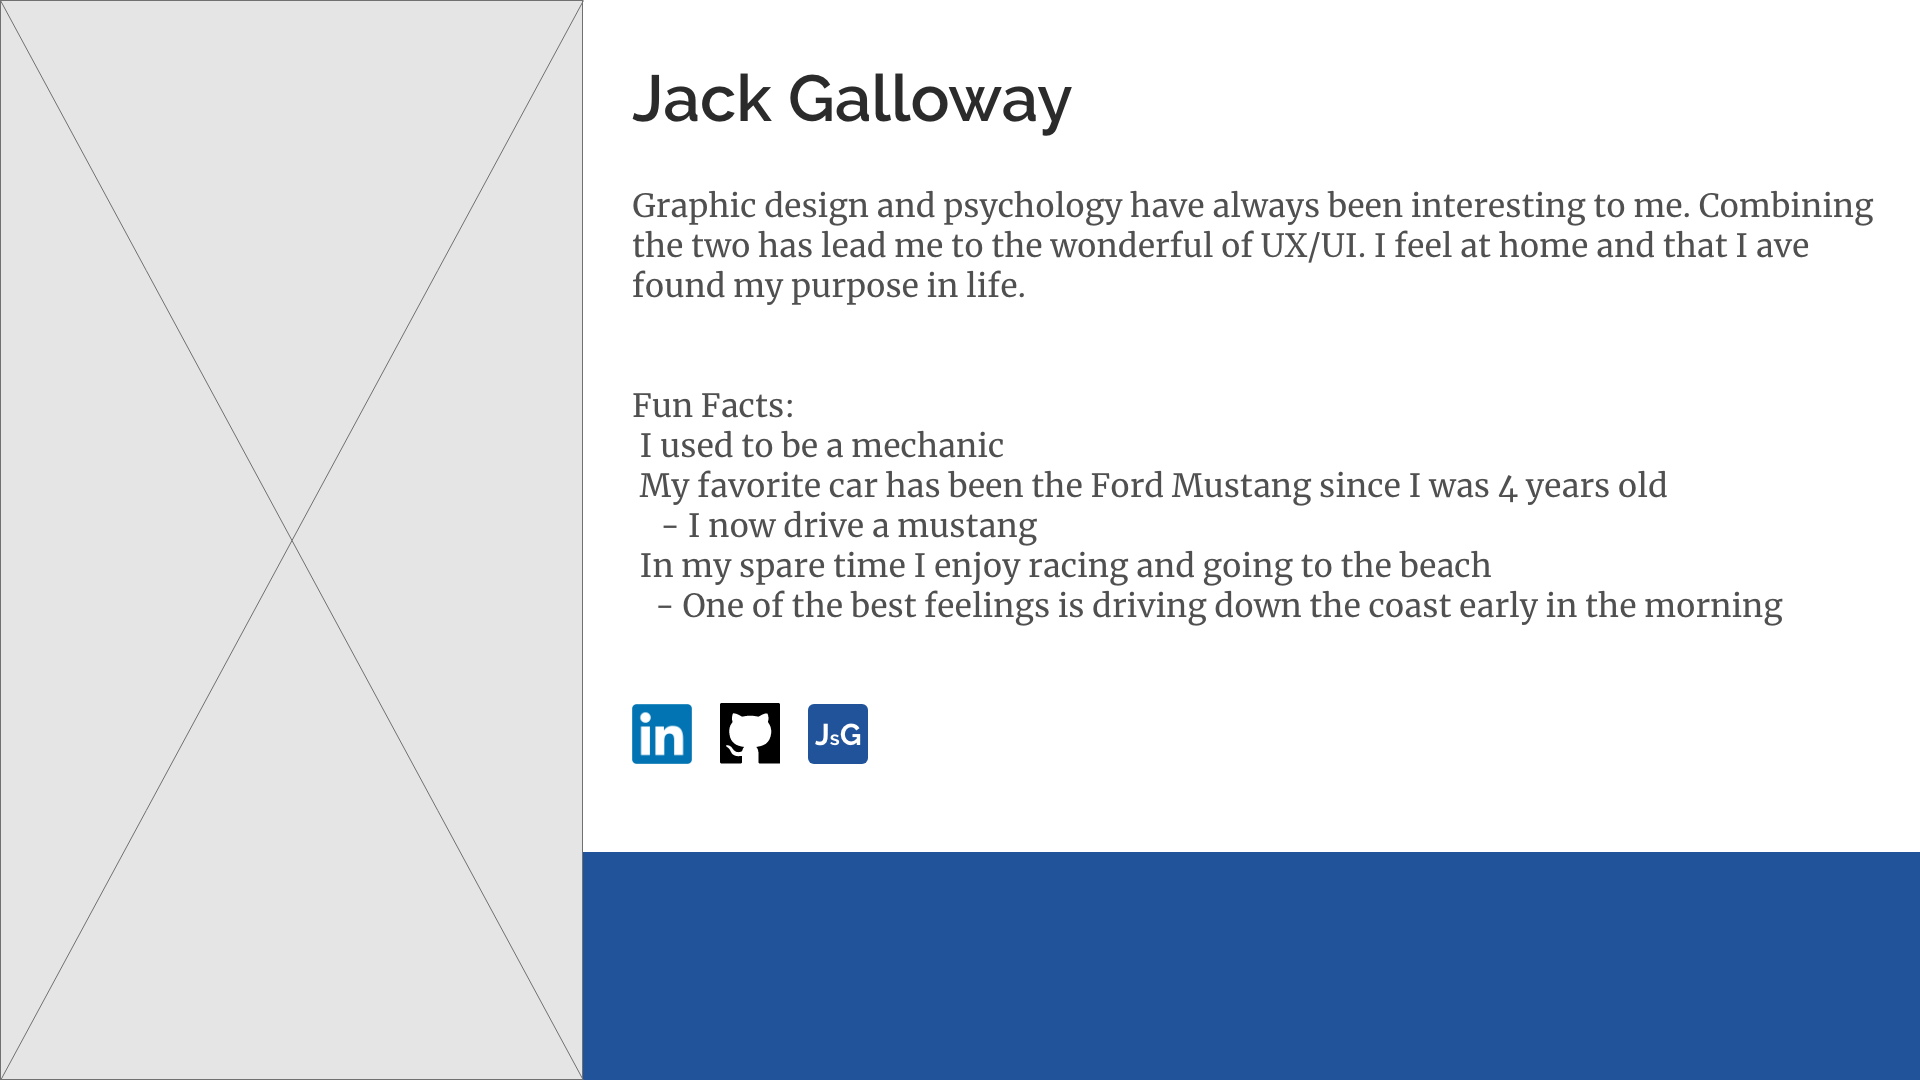 Jack Galloway
Graphic design and psychology have always been interesting to me. Combining
the two has lead me to the wonderful of UX/UI. I feel at home and that I ave
found my purpose in life.
Fun Facts:
I used to be a mechanic
My favorite car has been the Ford Mustang since I was 4 years old
- I now drive a mustang
In my spare time I enjoy racing and going to the beach
- One of the best feelings is driving down the coast early in the morning
in JsG